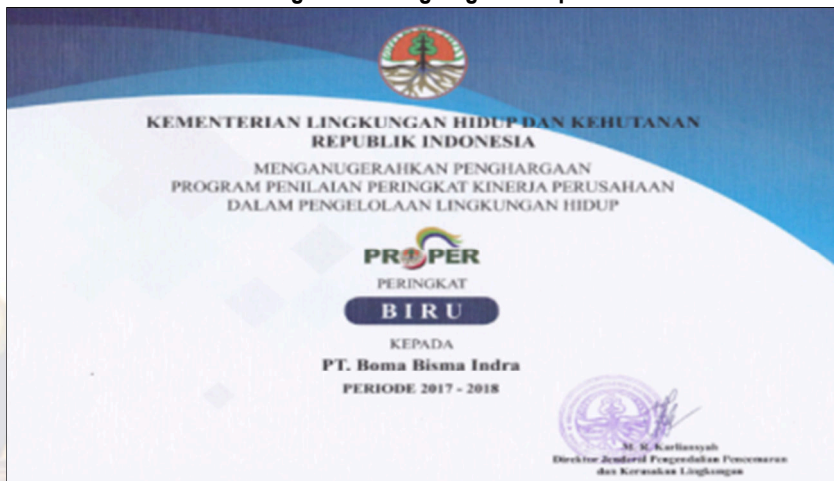 KEMENTERIAN LINGKUNGAN HIDUP DAN KEHUTANAN
REPUBLIK INDONESIA
MENGANUGERAHKAN PENGHARGAAN
PROGRAM PENILAIAN PERINGKAT KINERJA PERUSAHAAN
DALAM PENGELOLAAN LINGKUNGAN HIDUP
PROPER
PERINGKAT
BIRU
KEPADA
PT. Boma Bisma Indra
PERIODE 2017 - 2018
M. R. Karliansyah
Direktur Jenderal Pengendalian Pencemaran
dan Kerusakan Lingkungan